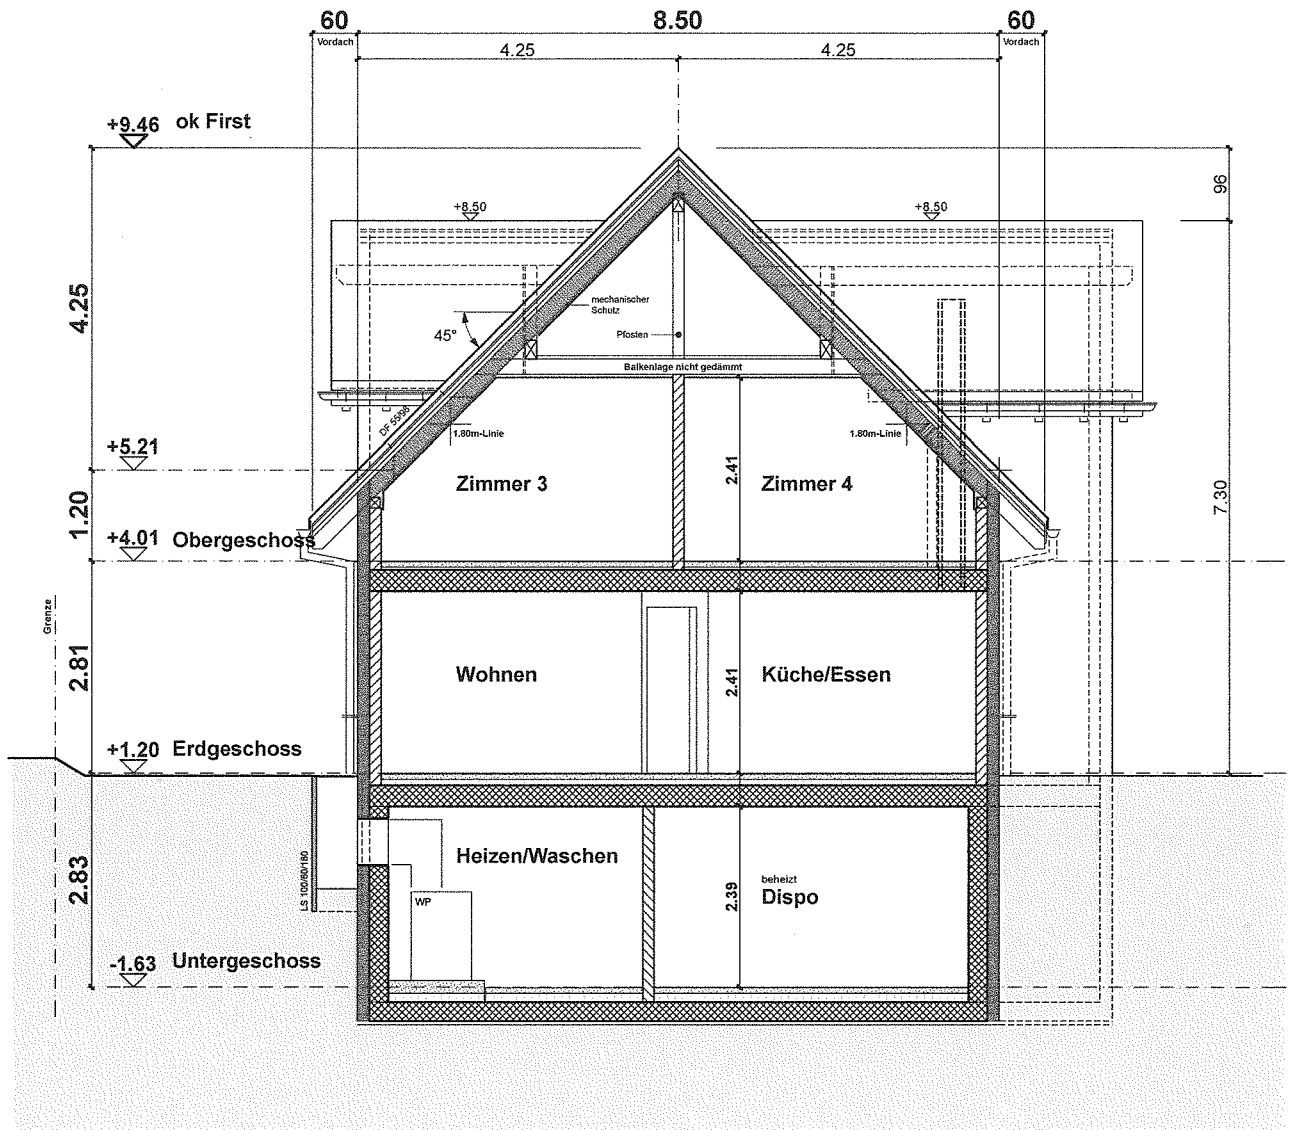 60
8.50
60
Vordach
Vordach
4.25
4.25
+9.46 ok First
96
+8.50
+8.50
4.25
mechanischer
Schutz
45°
Pfosten
Balkenlage nicht gedämmt
DF 55/98
1.80m-Linie
1.80m-Linie
+5.21
2.41
Zimmer 3
Zimmer 4
1.20
7.30
+4.01 Obergeschoss
Grenze
2.81
Wohnen
2.41
Küche/Essen
+1.20 Erdgeschoss
2.83
Heizen/Waschen
LS 100/60/180
WP
2.39
beheizt
Dispo
-1.63 Untergeschoss